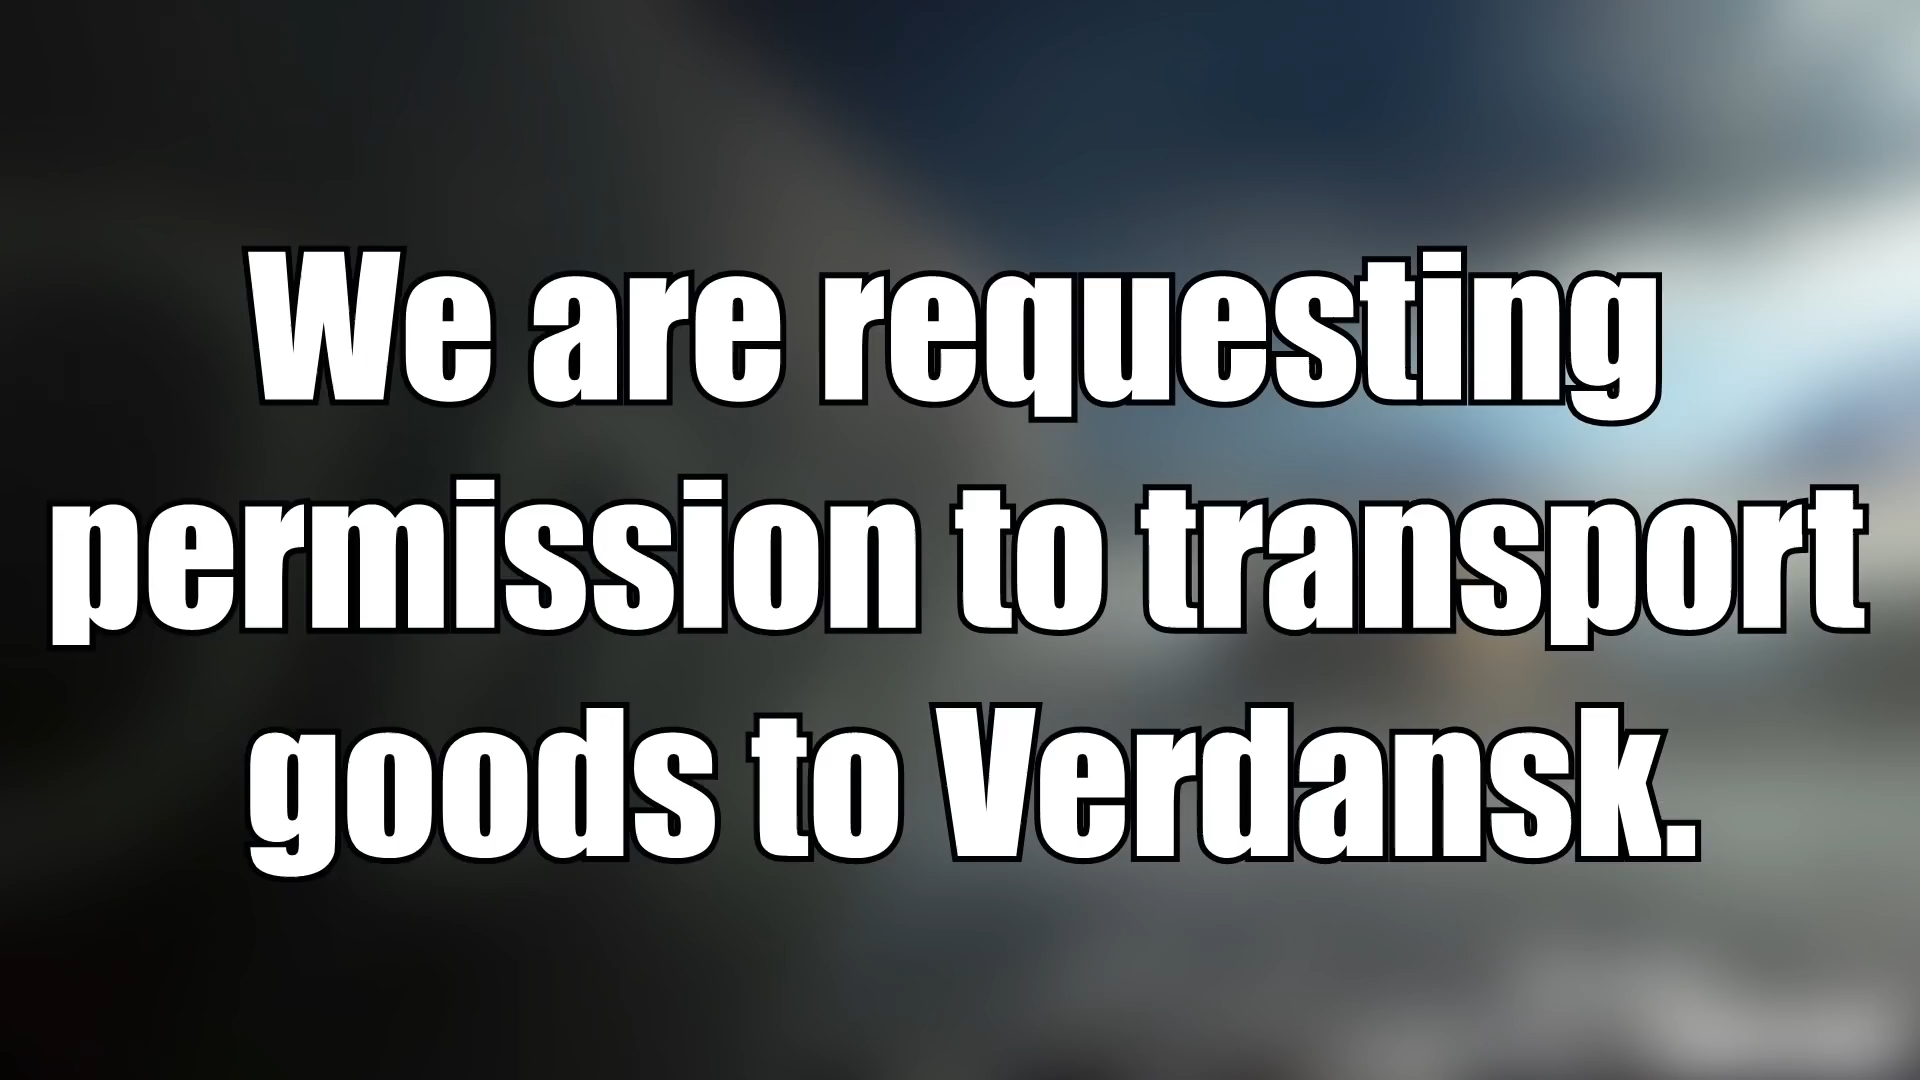 We are requesting
permission to transport
goods to Verdansk.